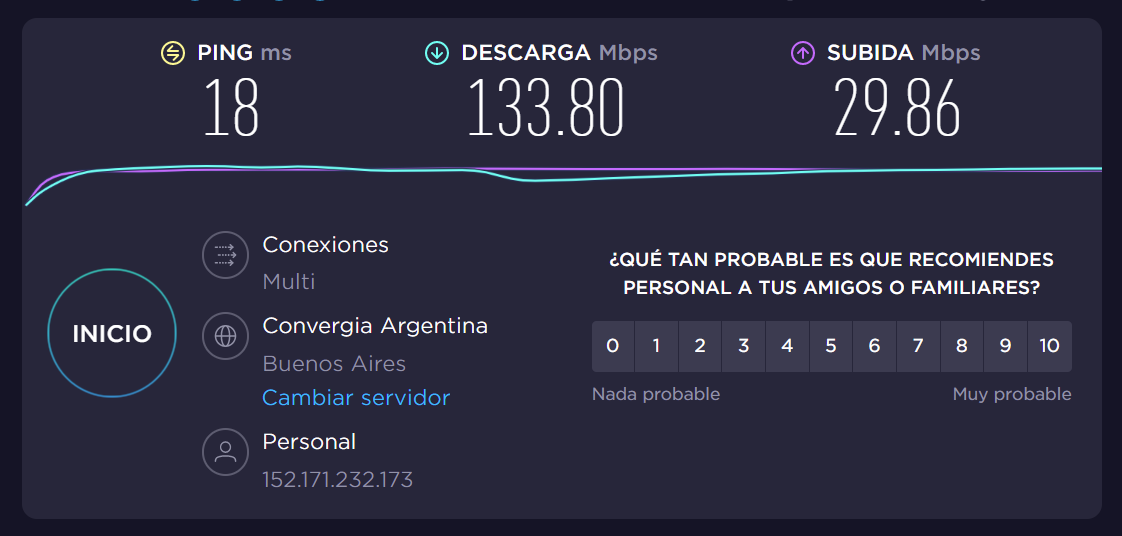 PING ms
18
DESCARGA Mbps
133.80
SUBIDA Mbps
29.86
INICIO
Conexiones
Multi
Convergia Argentina
Buenos Aires
Cambiar servidor
Personal
152.171.232.173
¿QUÉ TAN PROBABLE ES QUE RECOMIENDES
PERSONAL A TUS AMIGOS O FAMILIARES?
0 1 2 3 4 5 6 7 8 9 10
Nada probable Muy probable